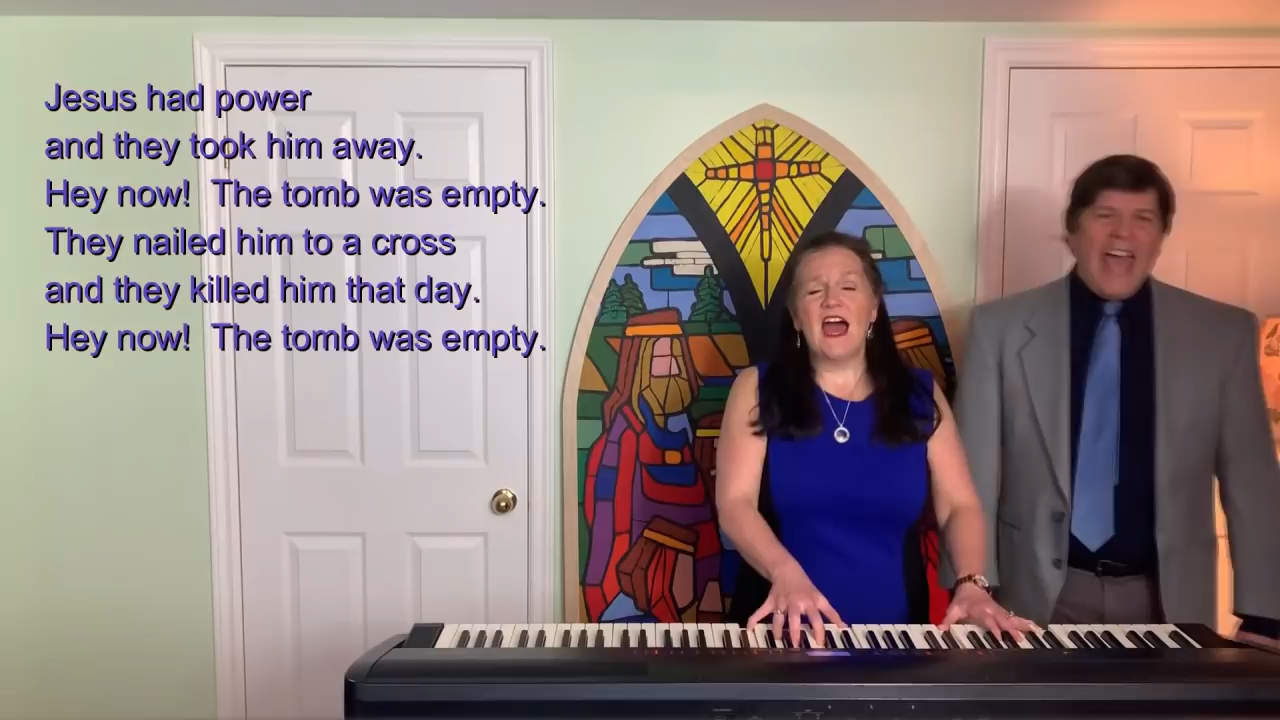 Jesus had power
and they took him away.
Hey now!  The tomb was empty.
They nailed him to a cross
and they killed him that day.
Hey now!  The tomb was empty.